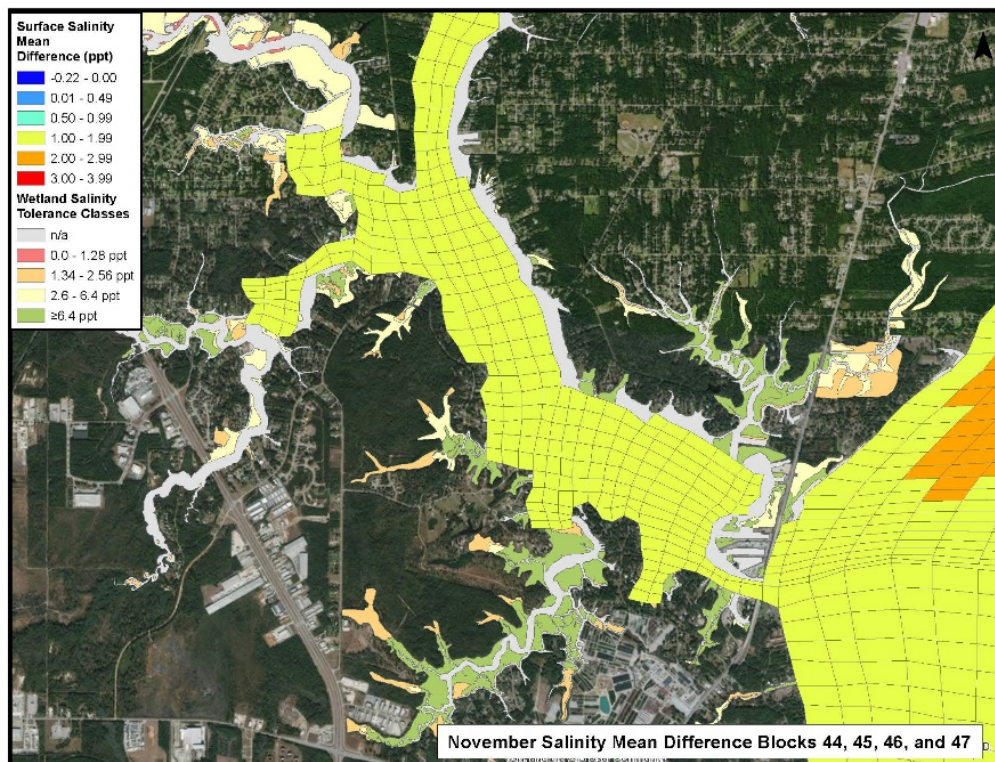 Surface Salinity
Mean
Difference (ppt)
-0.22 - 0.00
0.01 - 0.49
0.50 - 0.99
1.00 - 1.99
2.00 - 2.99
3.00 - 3.99
Wetland Salinity
Tolerance Classes
n/a
0.0 - 1.28 ppt
1.34 - 2.56 ppt
2.6 - 6.4 ppt
≥6.4 ppt
November Salinity Mean Difference Blocks 44, 45, 46, and 47